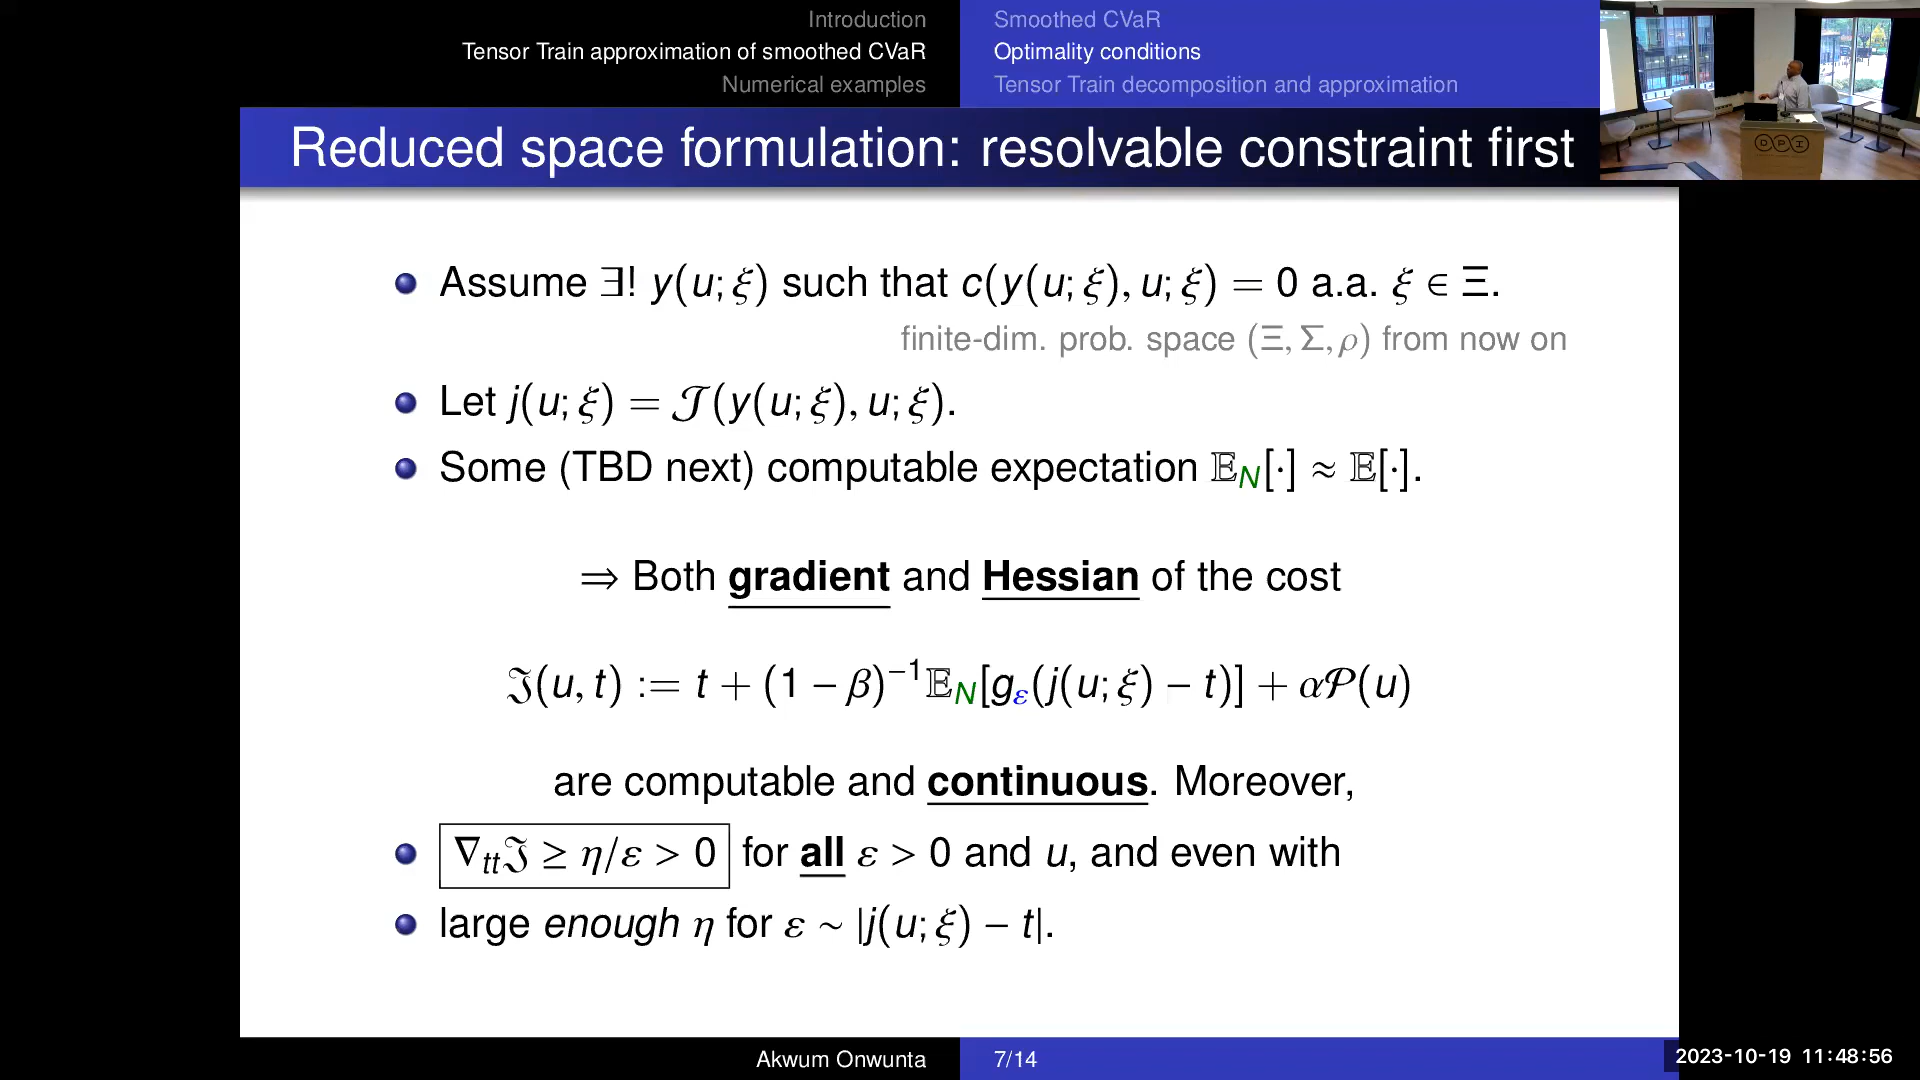 Introduction
Tensor Train approximation of smoothed CVaR
Numerical examples
Smoothed CVaR
Optimality conditions
Tensor Train decomposition and approximation
Reduced space formulation: resolvable constraint first
Assume ∃! y(u; ξ) such that c(y(u; ξ), u; ξ) = 0 a.a. ξ ∈ Ξ.
finite-dim. prob. space (Ξ, Σ, ρ) from now on
Let j(u; ξ) = 𝒥(y(u; ξ), u; ξ).
Some (TBD next) computable expectation 𝔼_N[·] ≈ 𝔼[·].
⇒ Both gradient and Hessian of the cost
ℑ(u, t) := t + (1 − β)⁻¹𝔼_N[g_ε(j(u; ξ) − t)] + α𝒫(u)
are computable and continuous. Moreover,
∇_ttℑ ≥ η/ε > 0 for all ε > 0 and u, and even with
large enough η for ε ∼ |j(u; ξ) − t|.
Akwum Onwunta
7/14
2023-10-19 11:48:56
DPI